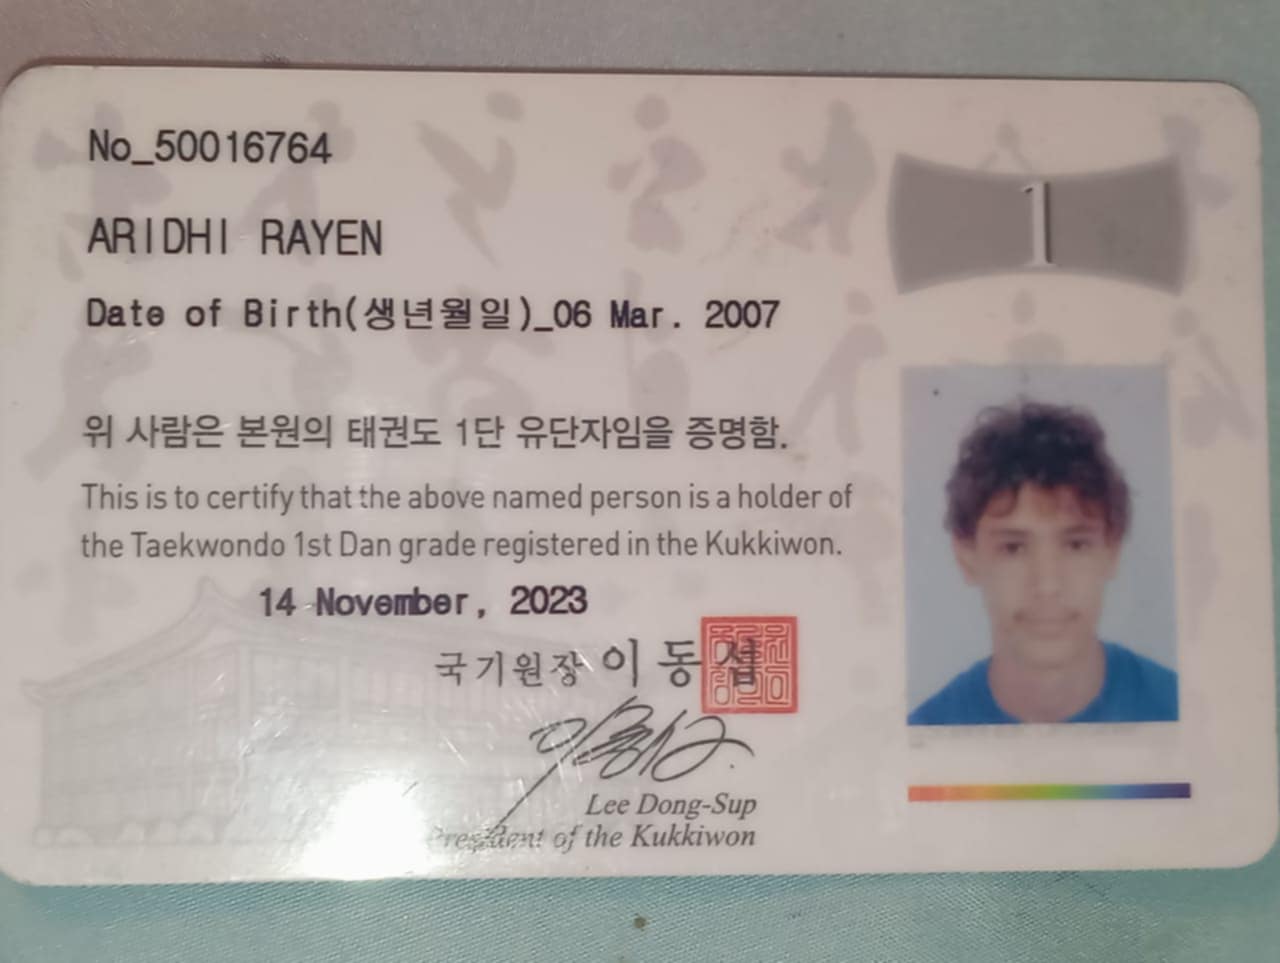 No_50016764
1
ARIDHI RAYEN
Date of Birth(생년월일)_06 Mar. 2007
위 사람은 본원의 태권도 1단 유단자임을 증명함.
This is to certify that the above named person is a holder of
the Taekwondo 1st Dan grade registered in the Kukkiwon.
14 November, 2023
국기원장 이동섭
Lee Dong-Sup
President of the Kukkiwon